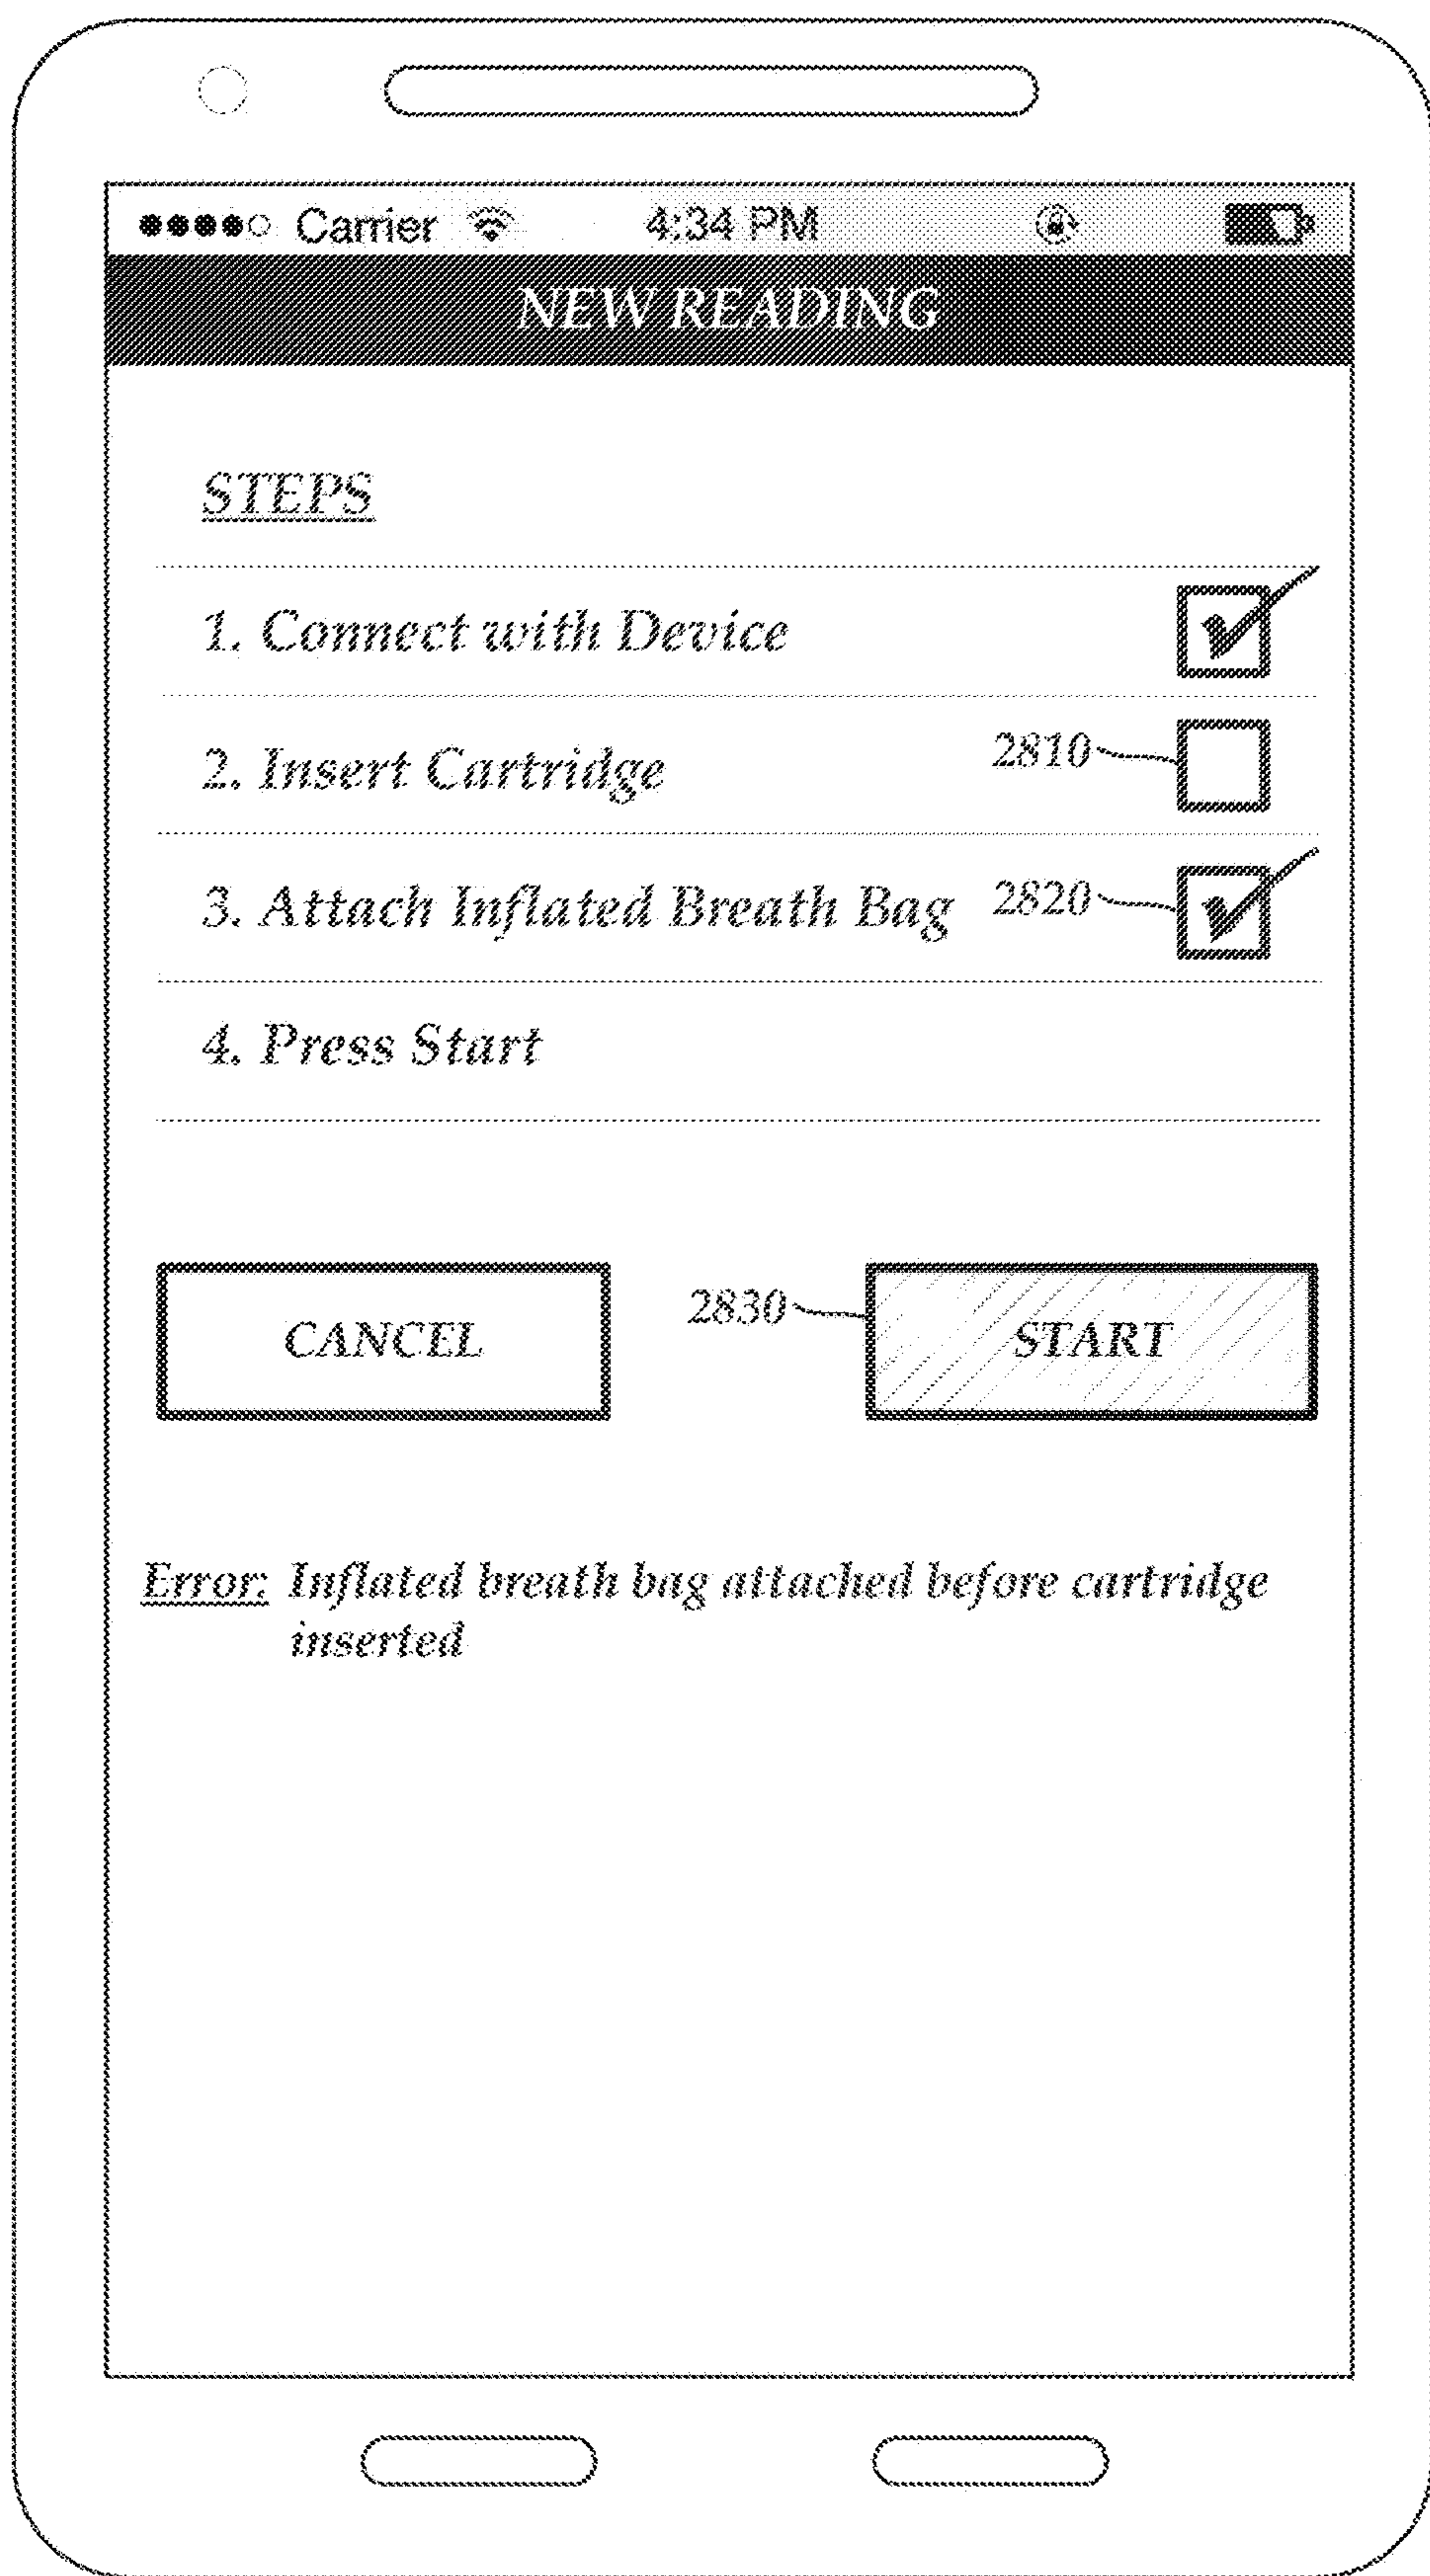 Carrier 4:34 PM
NEW READING
STEPS
1. Connect with Device
2. Insert Cartridge 2810
3. Attach Inflated Breath Bag 2820
4. Press Start
CANCEL 2830 START
Error: Inflated breath bag attached before cartridge
inserted